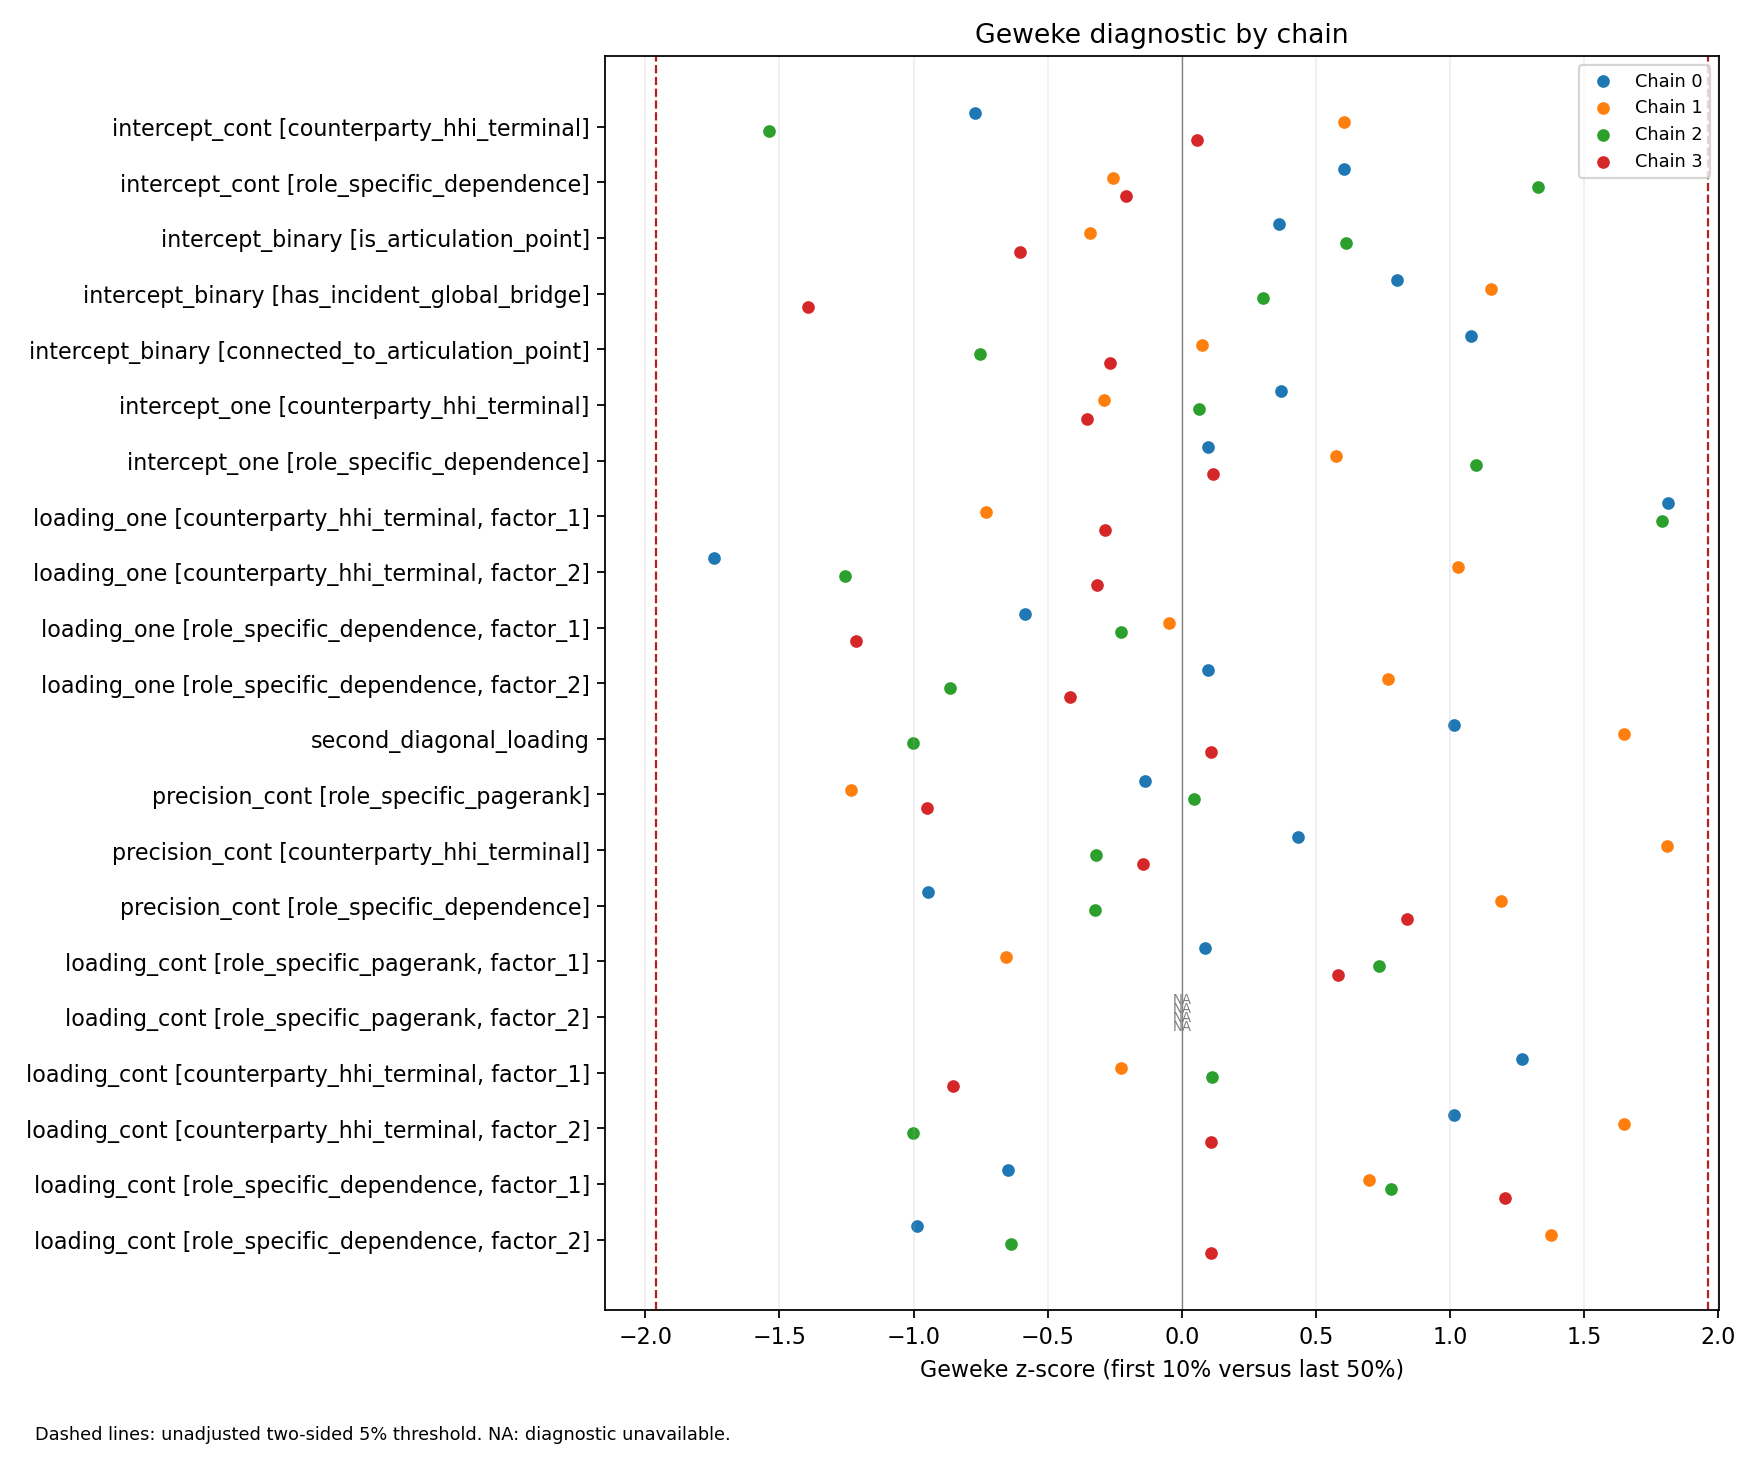 Geweke diagnostic by chain
Chain 0
Chain 1
Chain 2
Chain 3
intercept_cont [counterparty_hhi_terminal]
intercept_cont [role_specific_dependence]
intercept_binary [is_articulation_point]
intercept_binary [has_incident_global_bridge]
intercept_binary [connected_to_articulation_point]
intercept_one [counterparty_hhi_terminal]
intercept_one [role_specific_dependence]
loading_one [counterparty_hhi_terminal, factor_1]
loading_one [counterparty_hhi_terminal, factor_2]
loading_one [role_specific_dependence, factor_1]
loading_one [role_specific_dependence, factor_2]
second_diagonal_loading
precision_cont [role_specific_pagerank]
precision_cont [counterparty_hhi_terminal]
precision_cont [role_specific_dependence]
loading_cont [role_specific_pagerank, factor_1]
NA
NA
loading_cont [role_specific_pagerank, factor_2]
NA
NA
loading_cont [counterparty_hhi_terminal, factor_1]
loading_cont [counterparty_hhi_terminal, factor_2]
loading_cont [role_specific_dependence, factor_1]
loading_cont [role_specific_dependence, factor_2]
−2.0 −1.5 −1.0 −0.5 0.0 0.5 1.0 1.5 2.0
Geweke z-score (first 10% versus last 50%)
Dashed lines: unadjusted two-sided 5% threshold. NA: diagnostic unavailable.